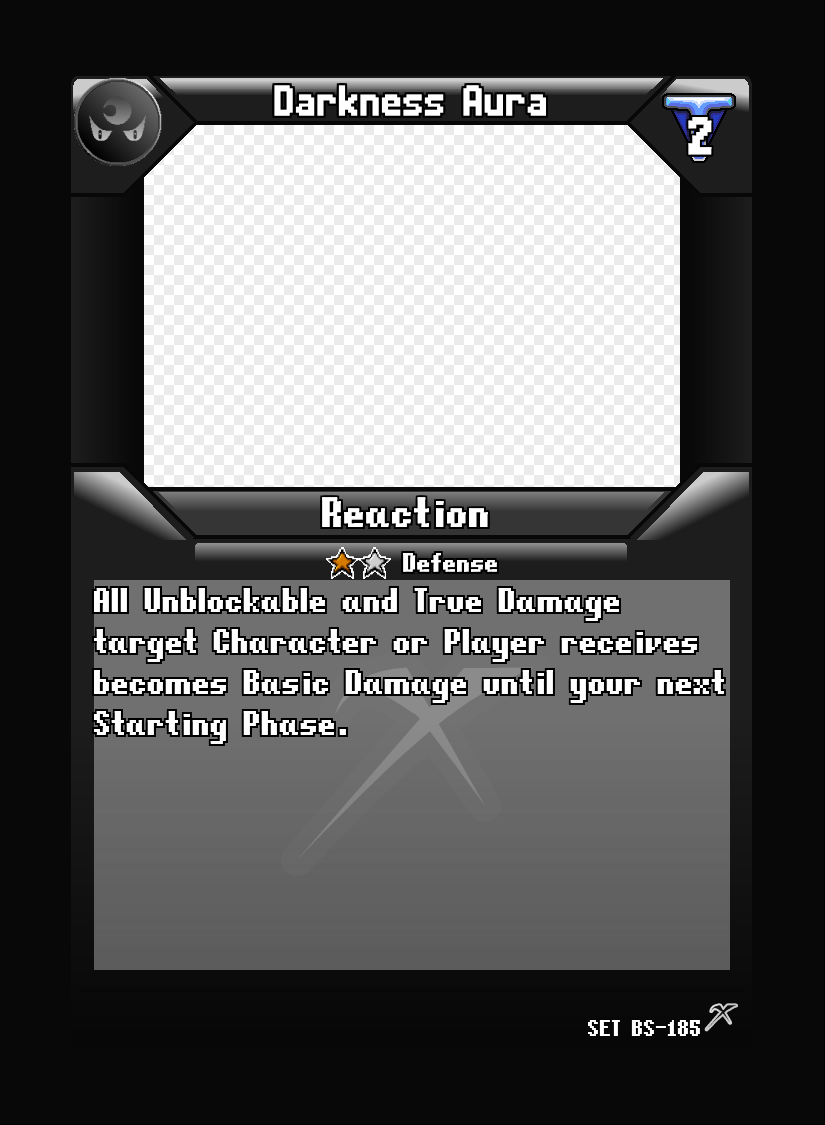 Darkness Aura
2
Reaction
Defense
All Unblockable and True Damage
target Character or Player receives
becomes Basic Damage until your next
Starting Phase.
SET BS-185